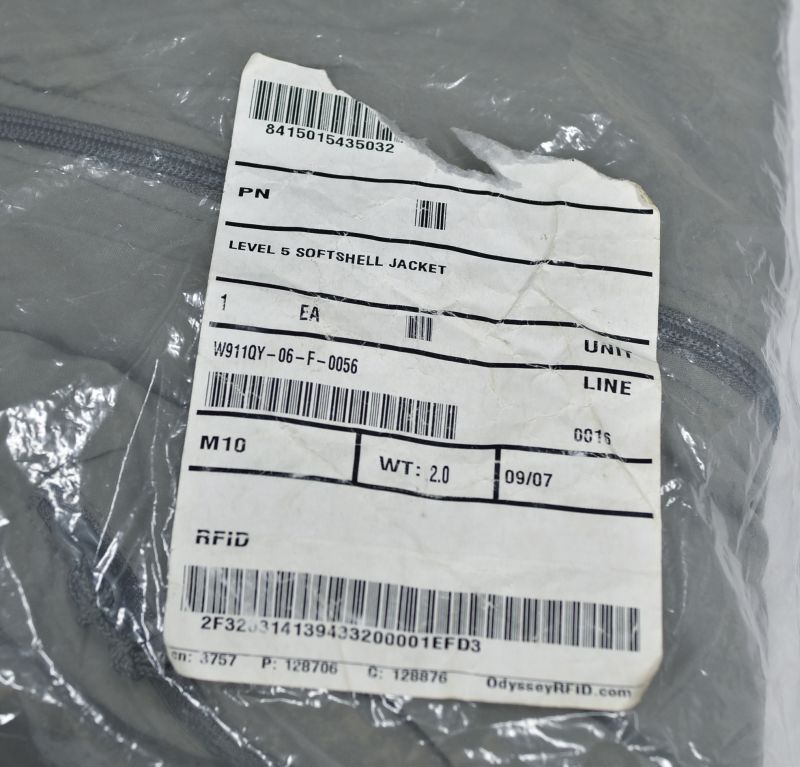 8415015435032
PN
LEVEL 5 SOFTSHELL JACKET
1 EA UNIT
W911QY-06-F-0056 LINE
0016
M10 WT: 2.0 09/07
RFID
sn: 3757 P: 128706 C: 128876 OdysseyRFID.com